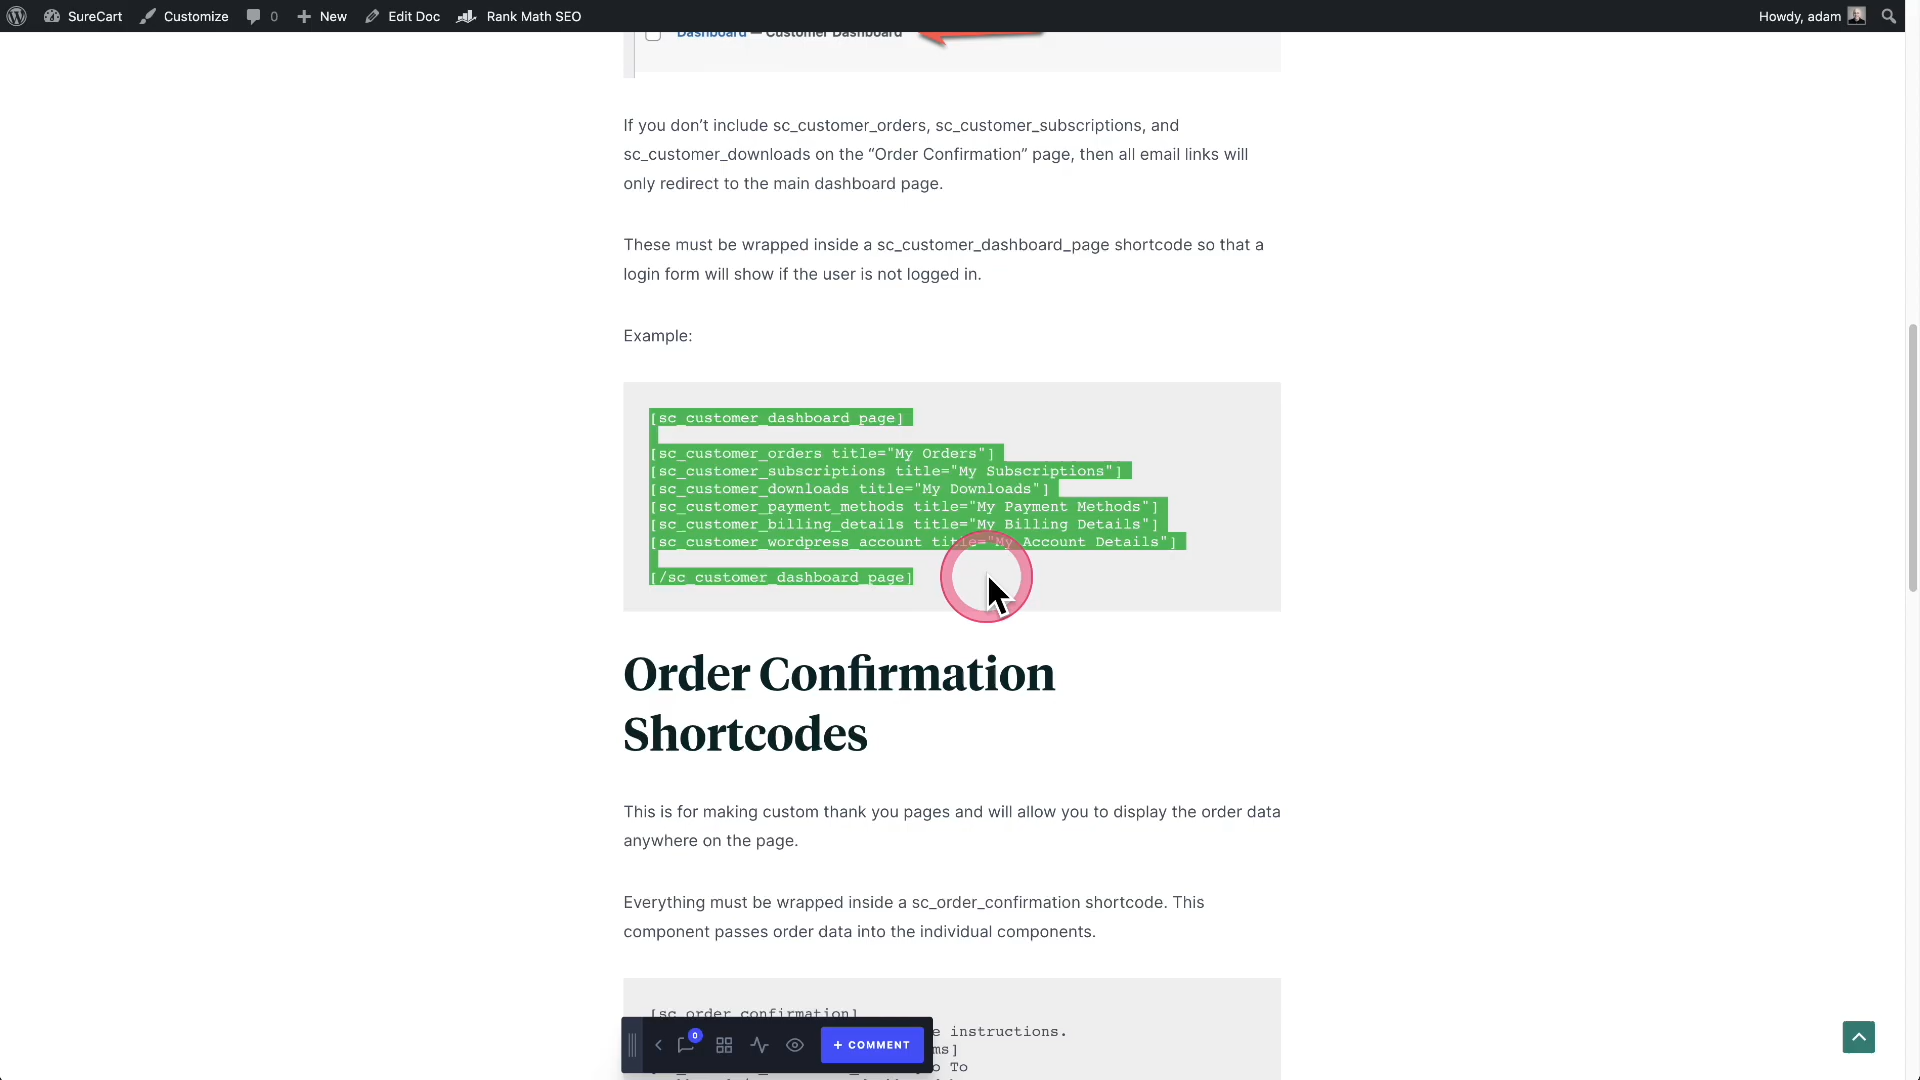 SureCart Customize 0 New Edit Doc Rank Math SEO Howdy, adam
Dashboard — Customer Dashboard
If you don’t include sc_customer_orders, sc_customer_subscriptions, and
sc_customer_downloads on the “Order Confirmation” page, then all email links will
only redirect to the main dashboard page.
These must be wrapped inside a sc_customer_dashboard_page shortcode so that a
login form will show if the user is not logged in.
Example:
[sc_customer_dashboard_page]
[sc_customer_orders title="My Orders"]
[sc_customer_subscriptions title="My Subscriptions"]
[sc_customer_downloads title="My Downloads"]
[sc_customer_payment_methods title="My Payment Methods"]
[sc_customer_billing_details title="My Billing Details"]
[sc_customer_wordpress_account title="My Account Details"]
[/sc_customer_dashboard_page]
Order Confirmation
Shortcodes
This is for making custom thank you pages and will allow you to display the order data
anywhere on the page.
Everything must be wrapped inside a sc_order_confirmation shortcode. This
component passes order data into the individual components.
[sc_order_confirmation]
e instructions.
ms]
o To
0
+ COMMENT